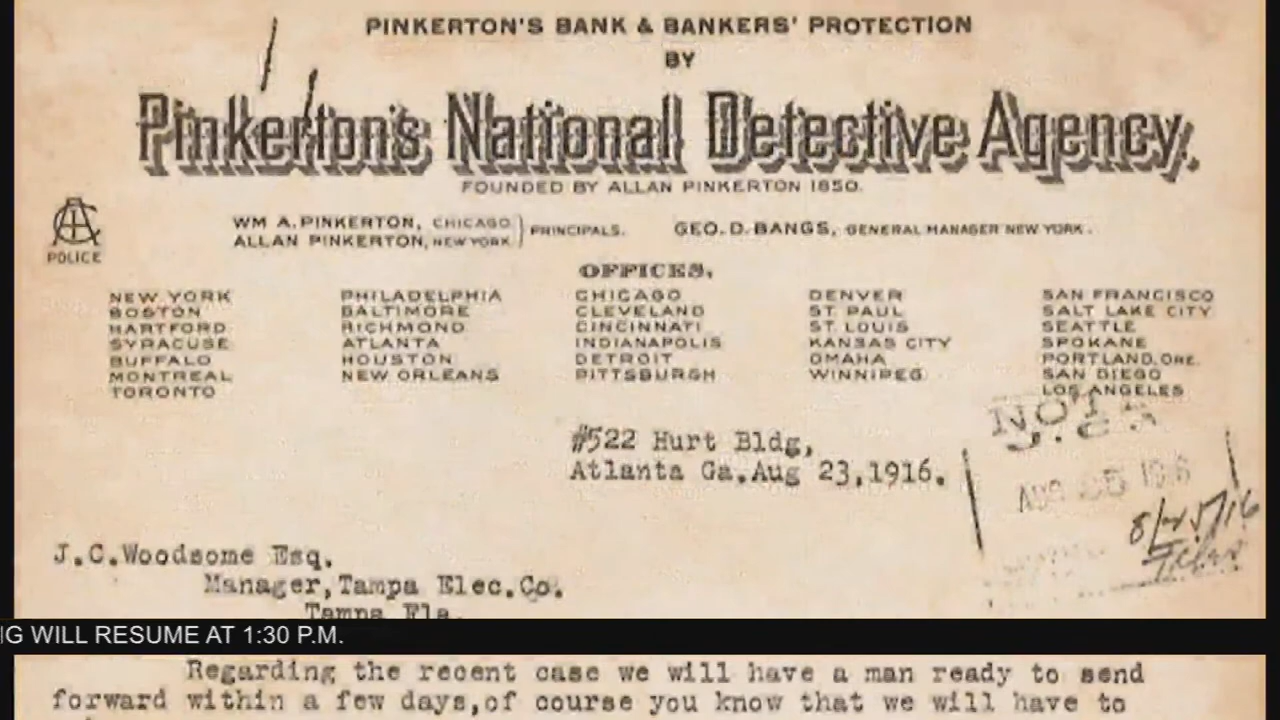 PINKERTON'S BANK & BANKERS' PROTECTION
BY
Pinkerton's National Detective Agency.
FOUNDED BY ALLAN PINKERTON 1850.
POLICE
WM A. PINKERTON, CHICAGO
ALLAN PINKERTON, NEW YORK
PRINCIPALS.
GEO. D. BANGS, GENERAL MANAGER NEW YORK.
OFFICES.
NEW YORK
BOSTON
HARTFORD
SYRACUSE
BUFFALO
MONTREAL
TORONTO
PHILADELPHIA
BALTIMORE
RICHMOND
ATLANTA
HOUSTON
NEW ORLEANS
CHICAGO
CLEVELAND
CINCINNATI
INDIANAPOLIS
DETROIT
PITTSBURGH
DENVER
ST. PAUL
ST. LOUIS
KANSAS CITY
OMAHA
WINNIPEG
SAN FRANCISCO
SALT LAKE CITY
SEATTLE
SPOKANE
PORTLAND, ORE.
SAN DIEGO
LOS ANGELES
#522 Hurt Bldg,
Atlanta Ga.Aug 23,1916.
8/25/16
J.C.Woodsome Esq.
Manager,Tampa Elec.Co.
Tampa Fla.
G WILL RESUME AT 1:30 P.M.
Regarding the recent case we will have a man ready to send
forward within a few days,of course you know that we will have to